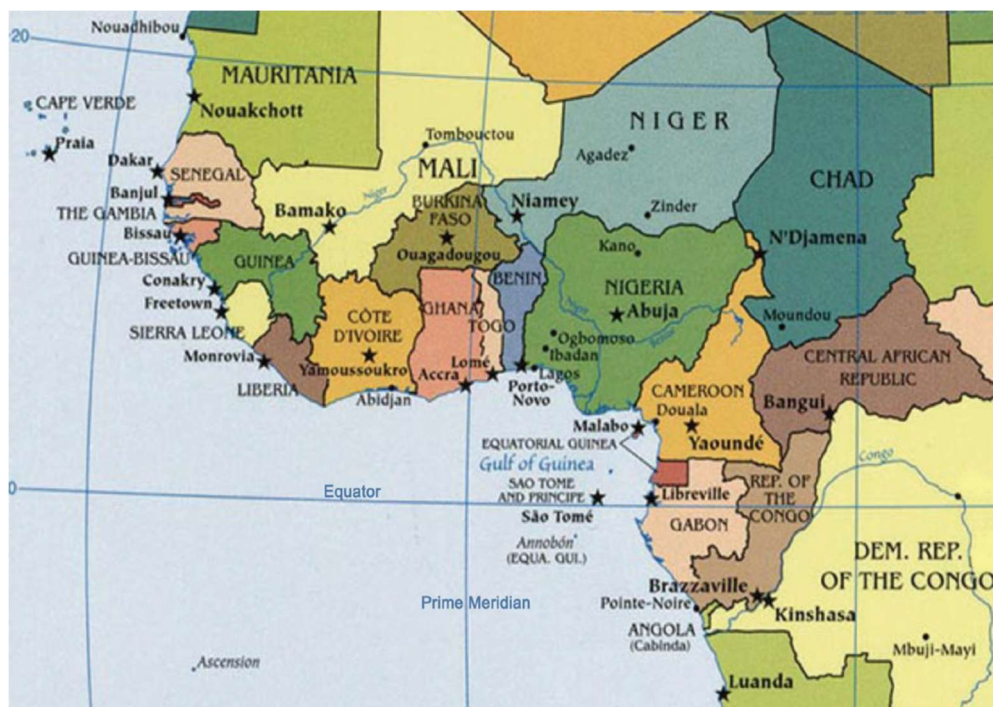 Nouadhibou
20
MAURITANIA
Nouakchott
CAPE VERDE
Praia
Tombouctou
NIGER
Agadez
CHAD
Dakar
SENEGAL
MALI
Banjul
THE GAMBIA
Niger
BURKINA
FASO
Niamey
Zinder
Bamako
Bissau
GUINEA-BISSAU
Ouagadougou
Kano
N'Djamena
GUINEA
BENIN
NIGERIA
Conakry
Freetown
GHANA
Abuja
Moundou
CÔTE
D'IVOIRE
TOGO
Benue
SIERRA LEONE
Ogbomoso
Ibadan
Monrovia
Yamoussoukro
Lomé
Lagos
CENTRAL AFRICAN
REPUBLIC
LIBERIA
Abidjan
Accra
Porto-
Novo
CAMEROON
Douala
Bangui
Malabo
Yaoundé
EQUATORIAL GUINEA
Gulf of Guinea
Congo
0
Equator
SAO TOME
AND PRINCIPE
Libreville
REP. OF
THE
CONGO
São Tomé
GABON
Annobón
(EQUA. GUI.)
DEM. REP.
OF THE CONGO
Brazzaville
Prime Meridian
Pointe-Noire
Kinshasa
ANGOLA
(Cabinda)
Mbuji-Mayi
Ascension
Luanda